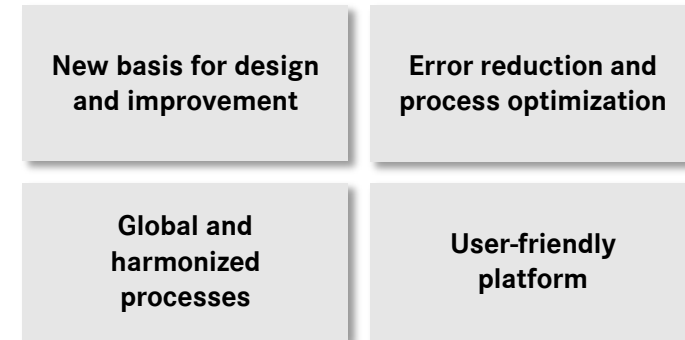 New basis for design
and improvement
Error reduction and
process optimization
Global and
harmonized
processes
User-friendly
platform